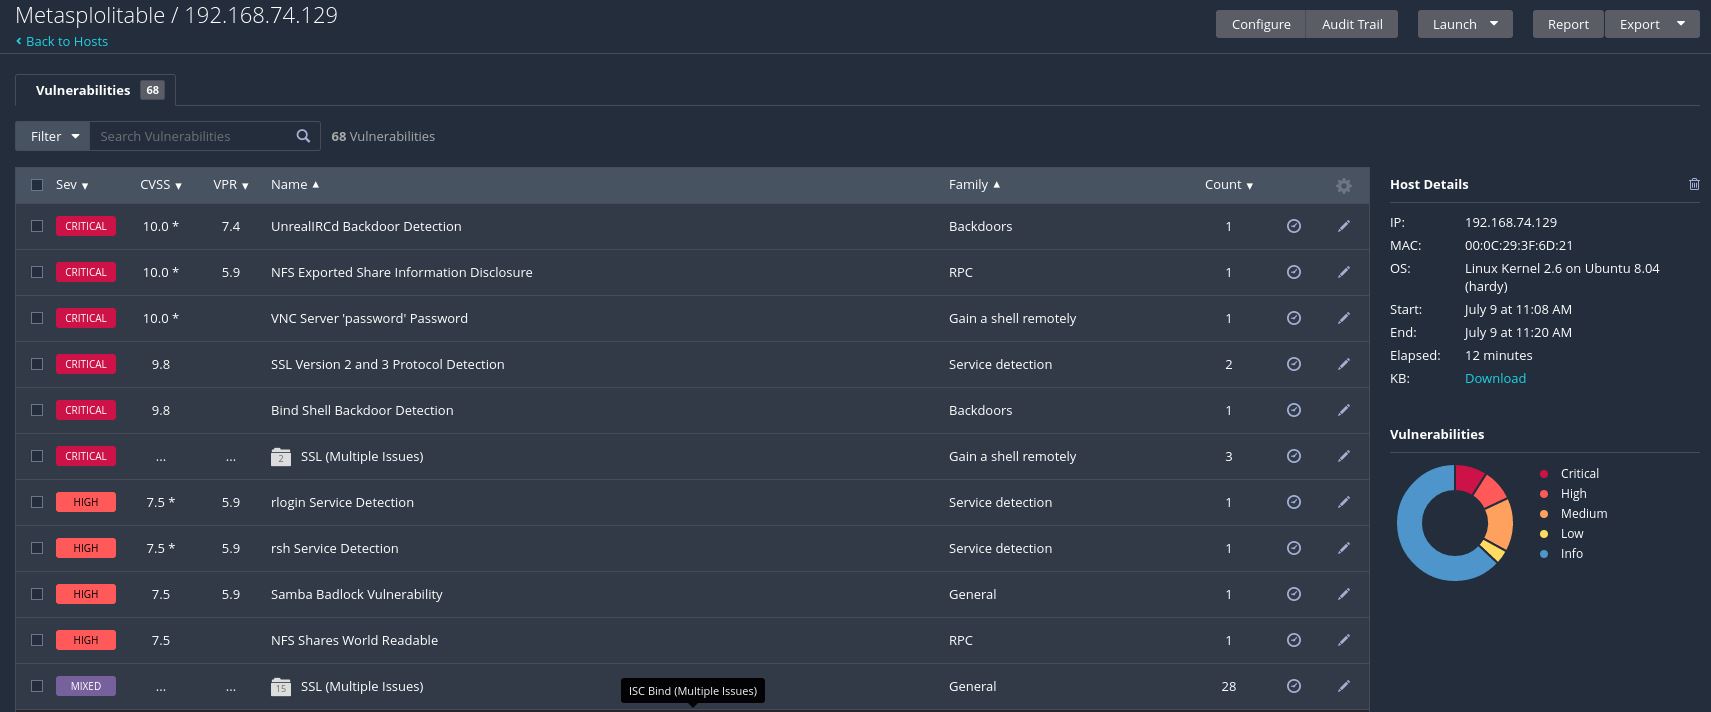 Metasplolitable / 192.168.74.129
Back to Hosts
Configure Audit Trail Launch Report Export
Vulnerabilities 68
Filter Search Vulnerabilities 68 Vulnerabilities
Sev CVSS VPR Name Family Count
CRITICAL 10.0 * 7.4 UnrealIRCd Backdoor Detection Backdoors 1
CRITICAL 10.0 * 5.9 NFS Exported Share Information Disclosure RPC 1
CRITICAL 10.0 * VNC Server 'password' Password Gain a shell remotely 1
CRITICAL 9.8 SSL Version 2 and 3 Protocol Detection Service detection 2
CRITICAL 9.8 Bind Shell Backdoor Detection Backdoors 1
CRITICAL ... ... 2 SSL (Multiple Issues) Gain a shell remotely 3
HIGH 7.5 * 5.9 rlogin Service Detection Service detection 1
HIGH 7.5 * 5.9 rsh Service Detection Service detection 1
HIGH 7.5 5.9 Samba Badlock Vulnerability General 1
HIGH 7.5 NFS Shares World Readable RPC 1
MIXED ... ... 15 SSL (Multiple Issues) General 28
ISC Bind (Multiple Issues)
Host Details
IP: 192.168.74.129
MAC: 00:0C:29:3F:6D:21
OS: Linux Kernel 2.6 on Ubuntu 8.04
(hardy)
Start: July 9 at 11:08 AM
End: July 9 at 11:20 AM
Elapsed: 12 minutes
KB: Download
Vulnerabilities
Critical
High
Medium
Low
Info